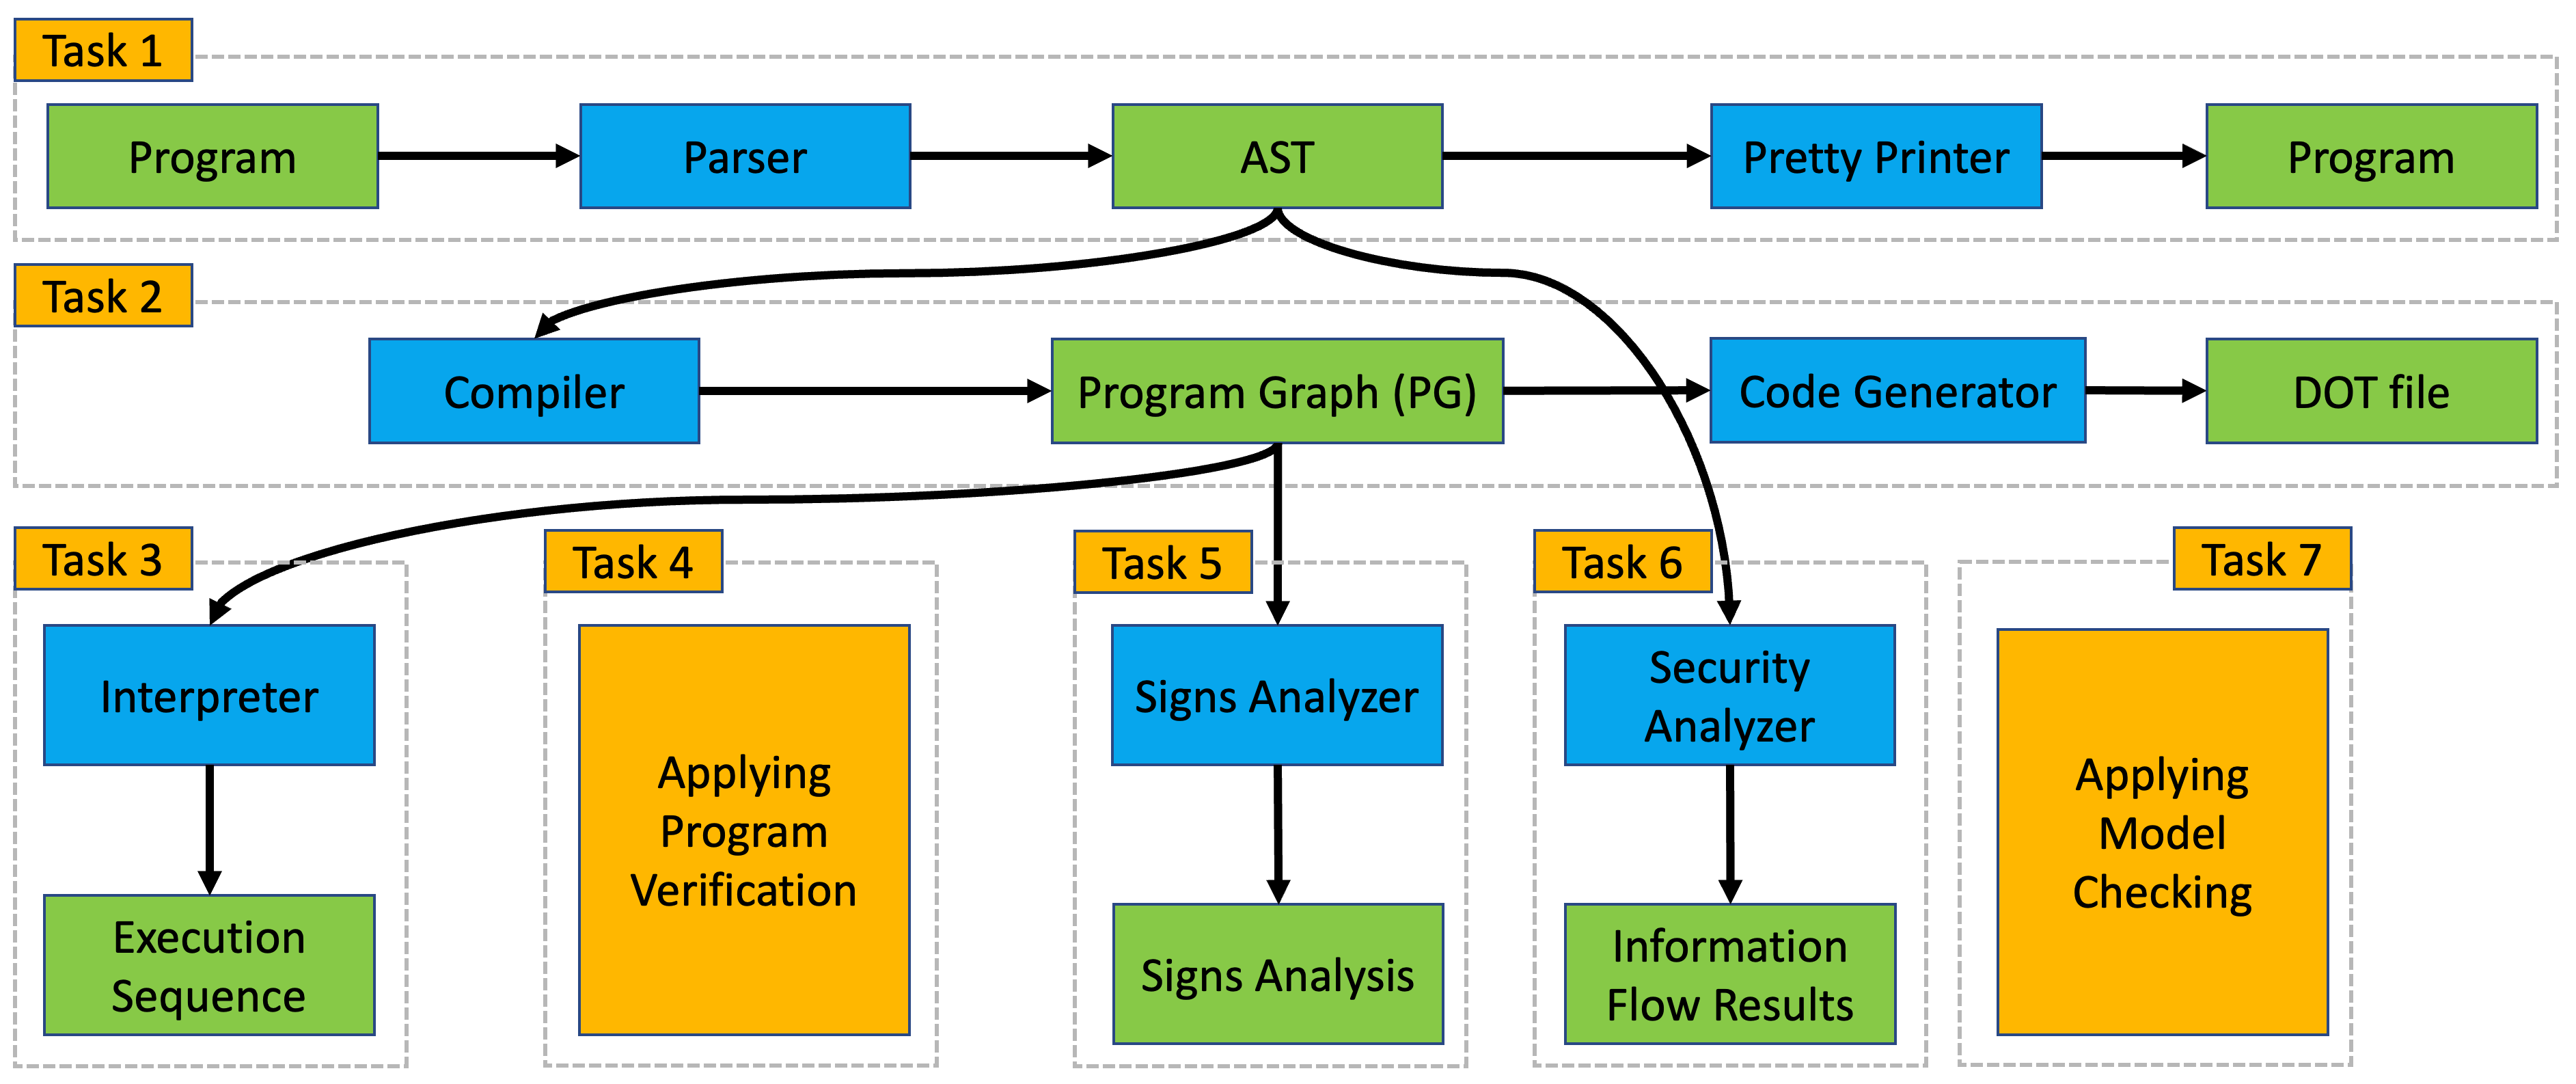 Task 1
Program
Parser
AST
Pretty Printer
Program
Task 2
Compiler
Program Graph (PG)
Code Generator
DOT file
Task 3
Interpreter
Execution
Sequence
Task 4
Applying
Program
Verification
Task 5
Signs Analyzer
Signs Analysis
Task 6
Security
Analyzer
Information
Flow Results
Task 7
Applying
Model
Checking